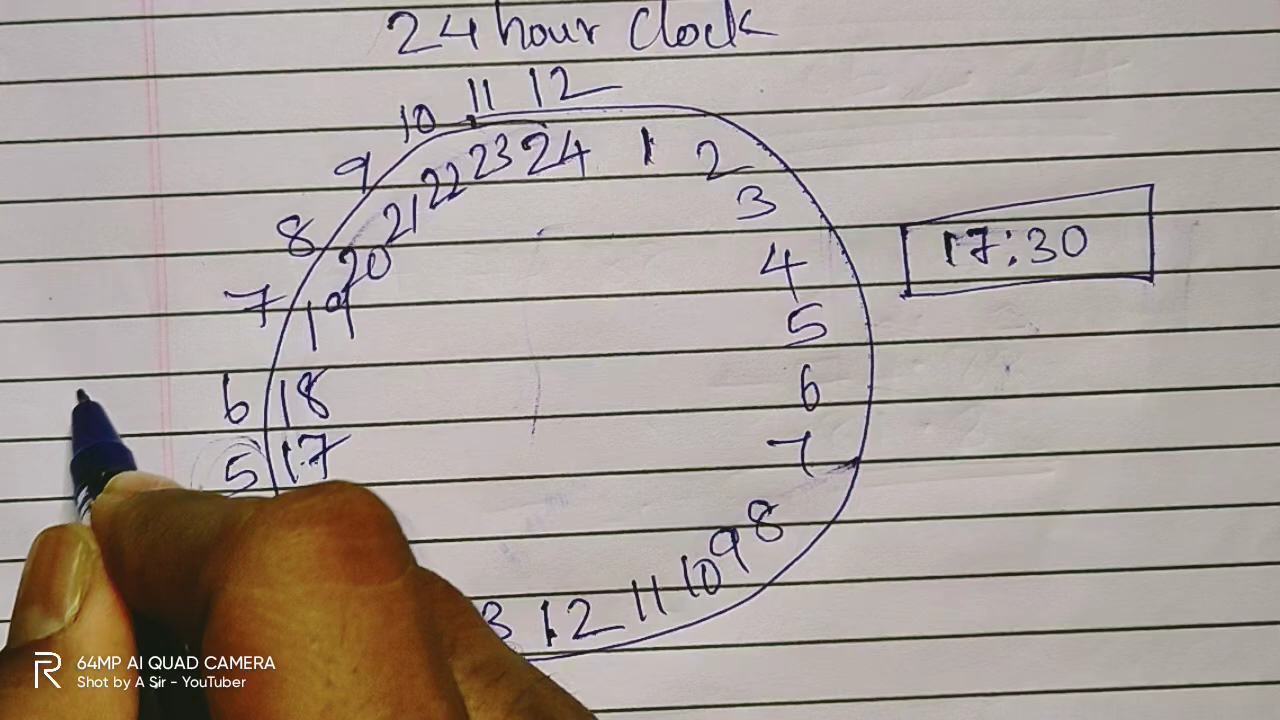 24 hour Clock
10 11 12
9 22 23 24 1 2
8 21 3
20 4
7 19 5
17:30
6 18 6
5 17 7
8
9
3 12 11 10
64MP AI QUAD CAMERA
Shot by A Sir - YouTuber